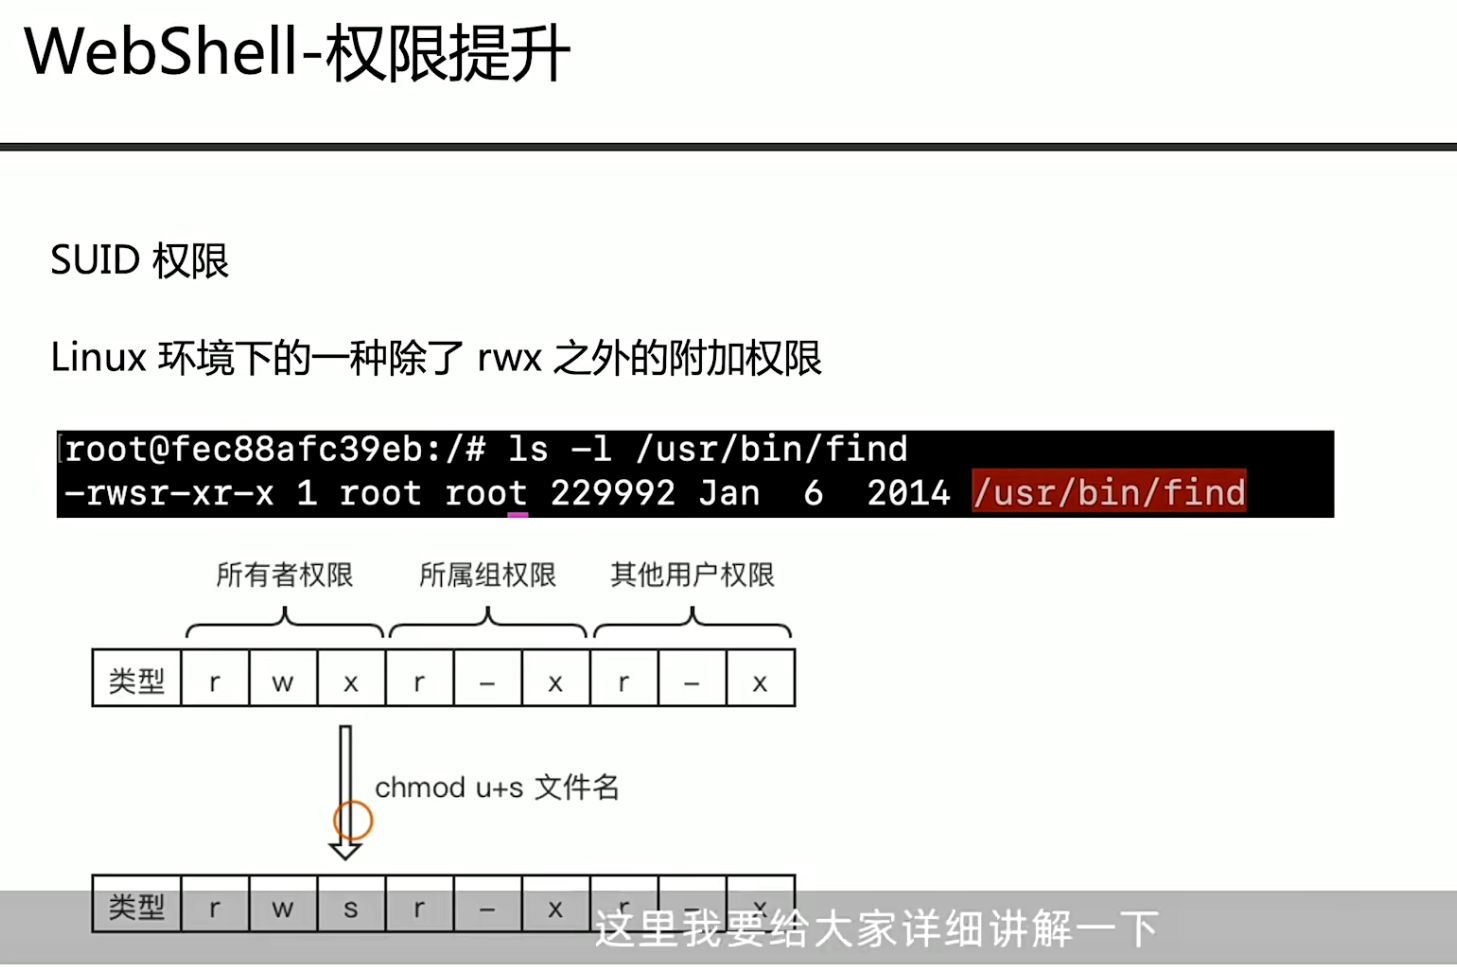 WebShell-权限提升
SUID 权限
Linux 环境下的一种除了 rwx 之外的附加权限
root@fec88afc39eb:/# ls -l /usr/bin/find
-rwsr-xr-x 1 root root 229992 Jan  6  2014 /usr/bin/find
所有者权限 所属组权限 其他用户权限
类型 r w x r - x r - x
chmod u+s 文件名
类型 r w s r - x r - x
这里我要给大家详细讲解一下